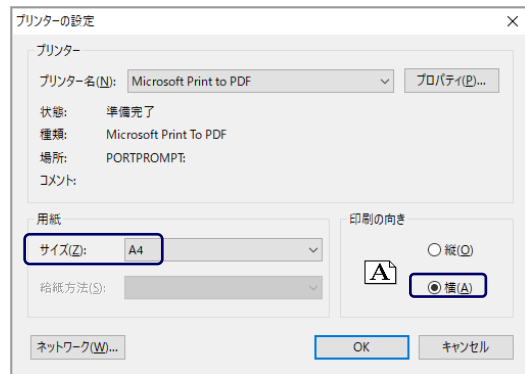 プリンターの設定
プリンター
プリンター名(N): Microsoft Print to PDF プロパティ(P)...
状態: 準備完了
種類: Microsoft Print To PDF
場所: PORTPROMPT:
コメント:
用紙
サイズ(Z): A4
給紙方法(S):
印刷の向き
A
縦(O)
横(A)
ネットワーク(W)... OK キャンセル